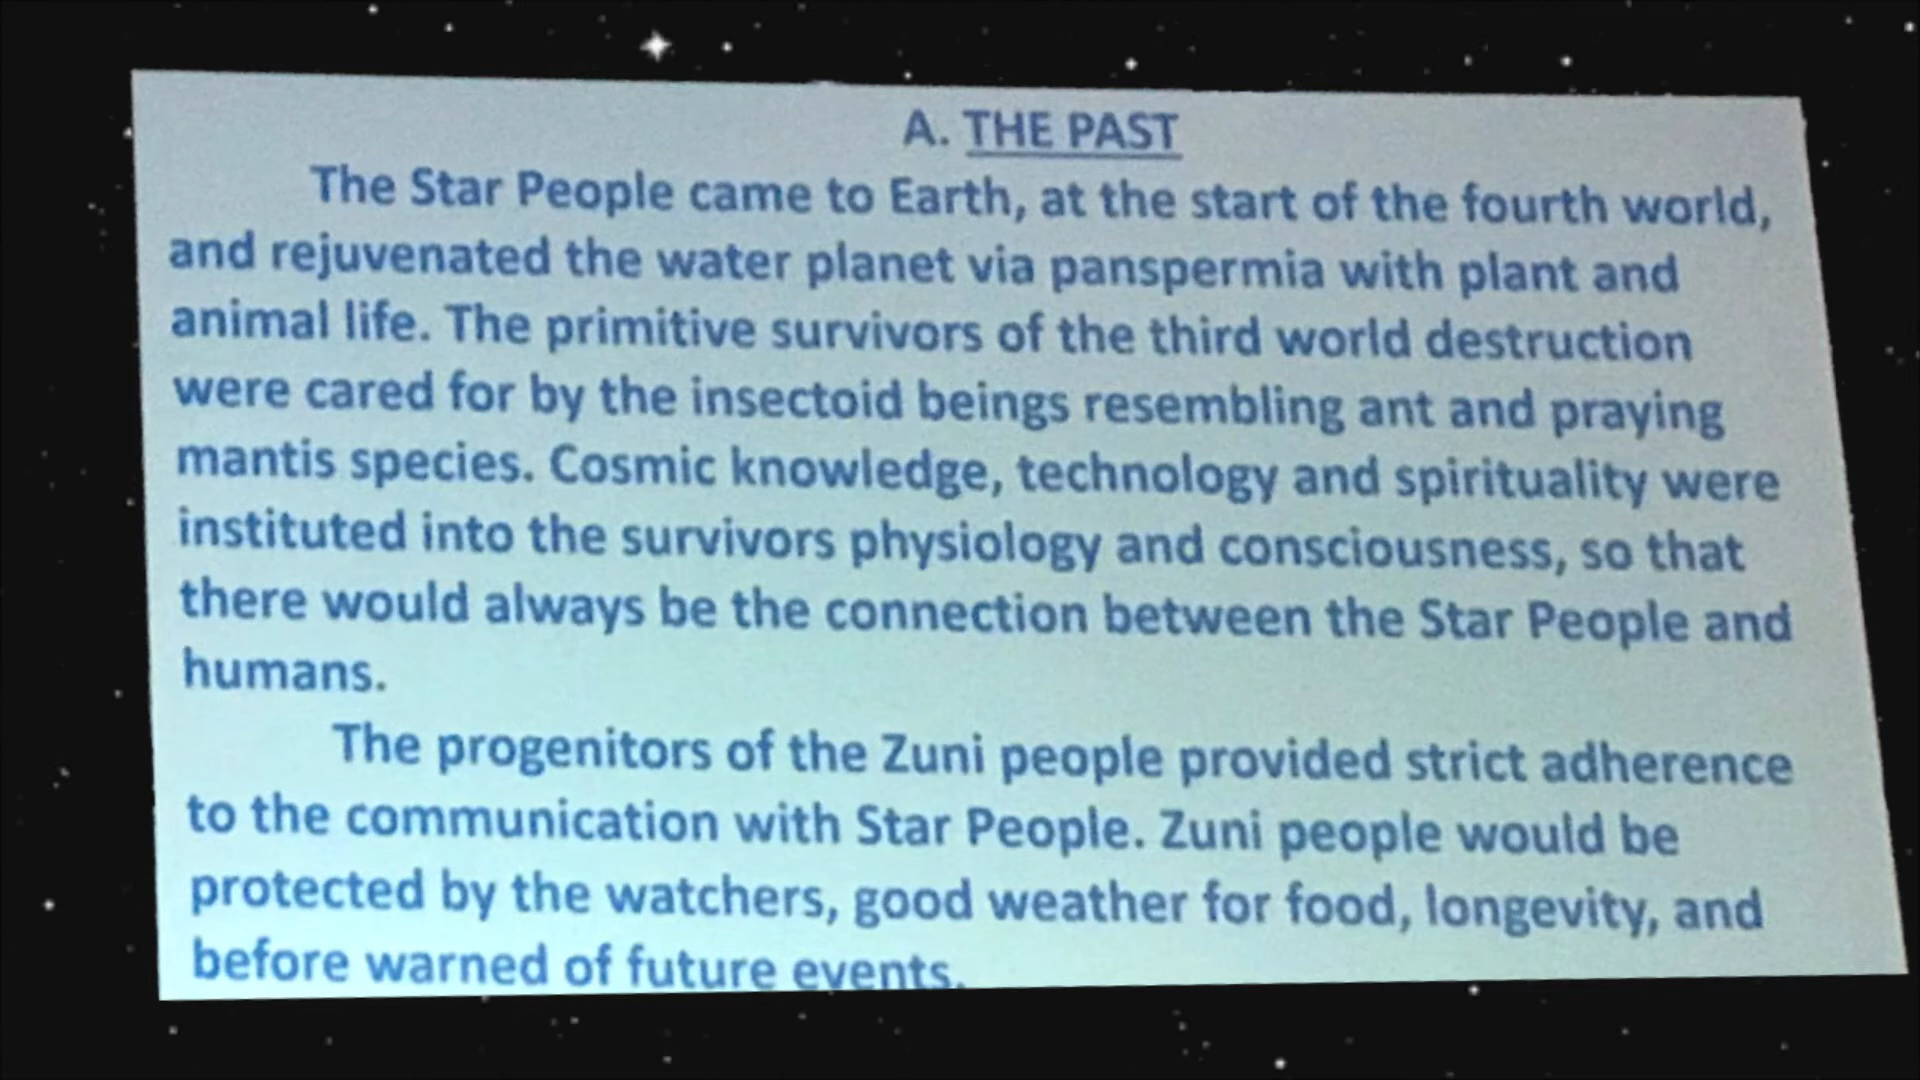 A. THE PAST
The Star People came to Earth, at the start of the fourth world,
and rejuvenated the water planet via panspermia with plant and
animal life. The primitive survivors of the third world destruction
were cared for by the insectoid beings resembling ant and praying
mantis species. Cosmic knowledge, technology and spirituality were
instituted into the survivors physiology and consciousness, so that
there would always be the connection between the Star People and
humans.
The progenitors of the Zuni people provided strict adherence
to the communication with Star People. Zuni people would be
protected by the watchers, good weather for food, longevity, and
before warned of future events.